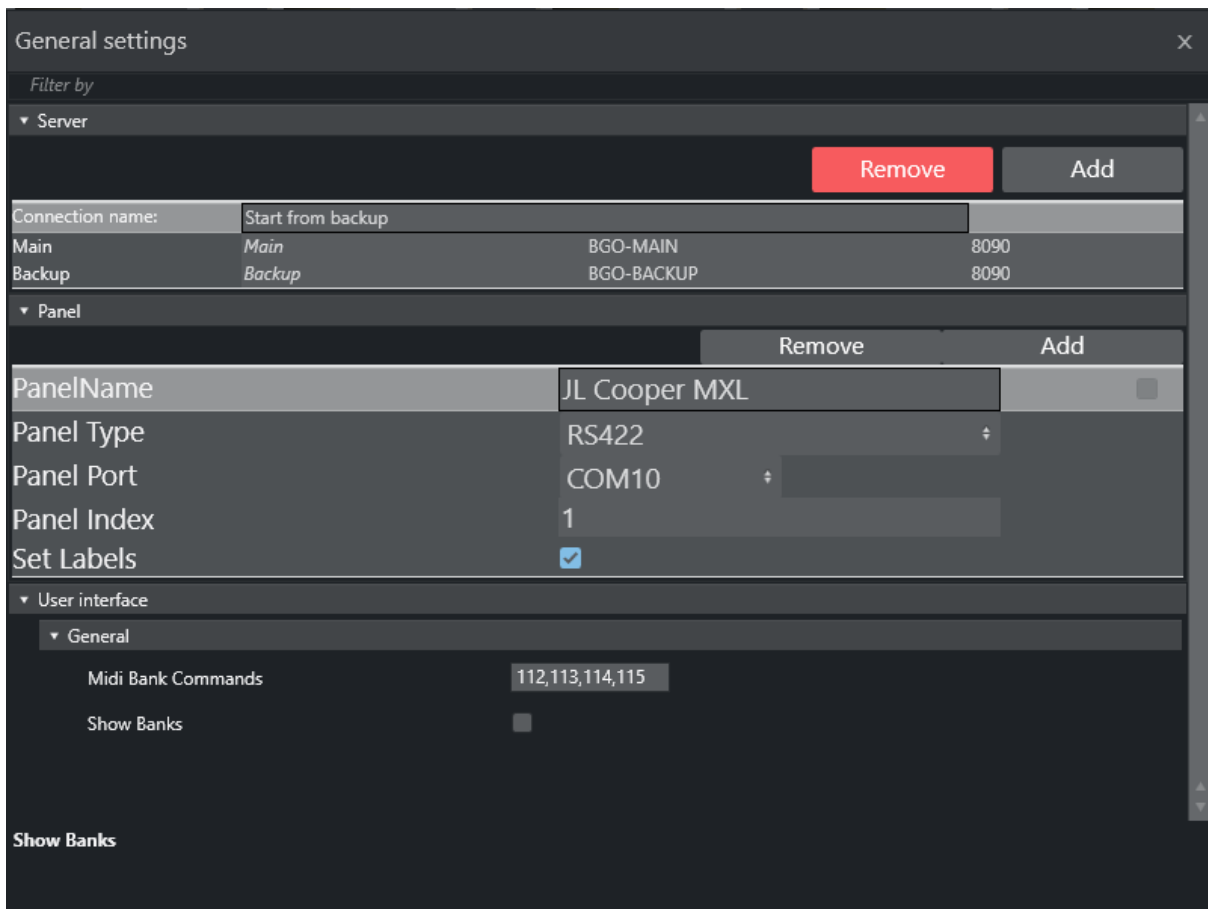 General settings
Filter by
Server
Remove Add
Connection name: Start from backup
Main Main BGO-MAIN 8090
Backup Backup BGO-BACKUP 8090
Panel
Remove Add
PanelName JL Cooper MXL
Panel Type RS422
Panel Port COM10
Panel Index 1
Set Labels
User interface
General
Midi Bank Commands 112,113,114,115
Show Banks
Show Banks